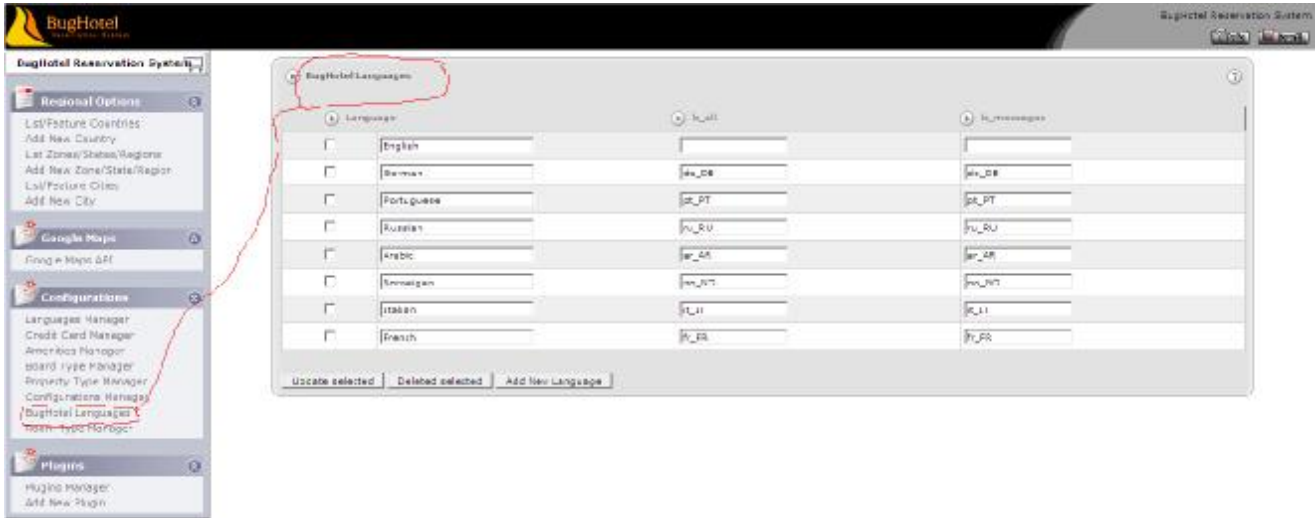 BugHotel
BugHotel Reservation System
BugHotel Reservation System
Regional Options
List/Feature Countries
Add New Country
List Zones/States/Regions
Add New Zone/State/Region
List/Feature Cities
Add New City
Google Maps
Google Maps API
Configurations
Languages Manager
Credit Card Manager
Amenities Manager
Board Type Manager
Property Type Manager
Configurations Manager
BugHotel Languages
Room Type Manager
Plugins
Plugins Manager
Add New Plugin
BugHotel Languages
Language
English
German
Portuguese pt_PT pt_PT
Russian ru_RU ru_RU
Arabic ar_AR ar_AR
Italian
French fr_FR fr_FR
Update selected Deleted selected Add New Language